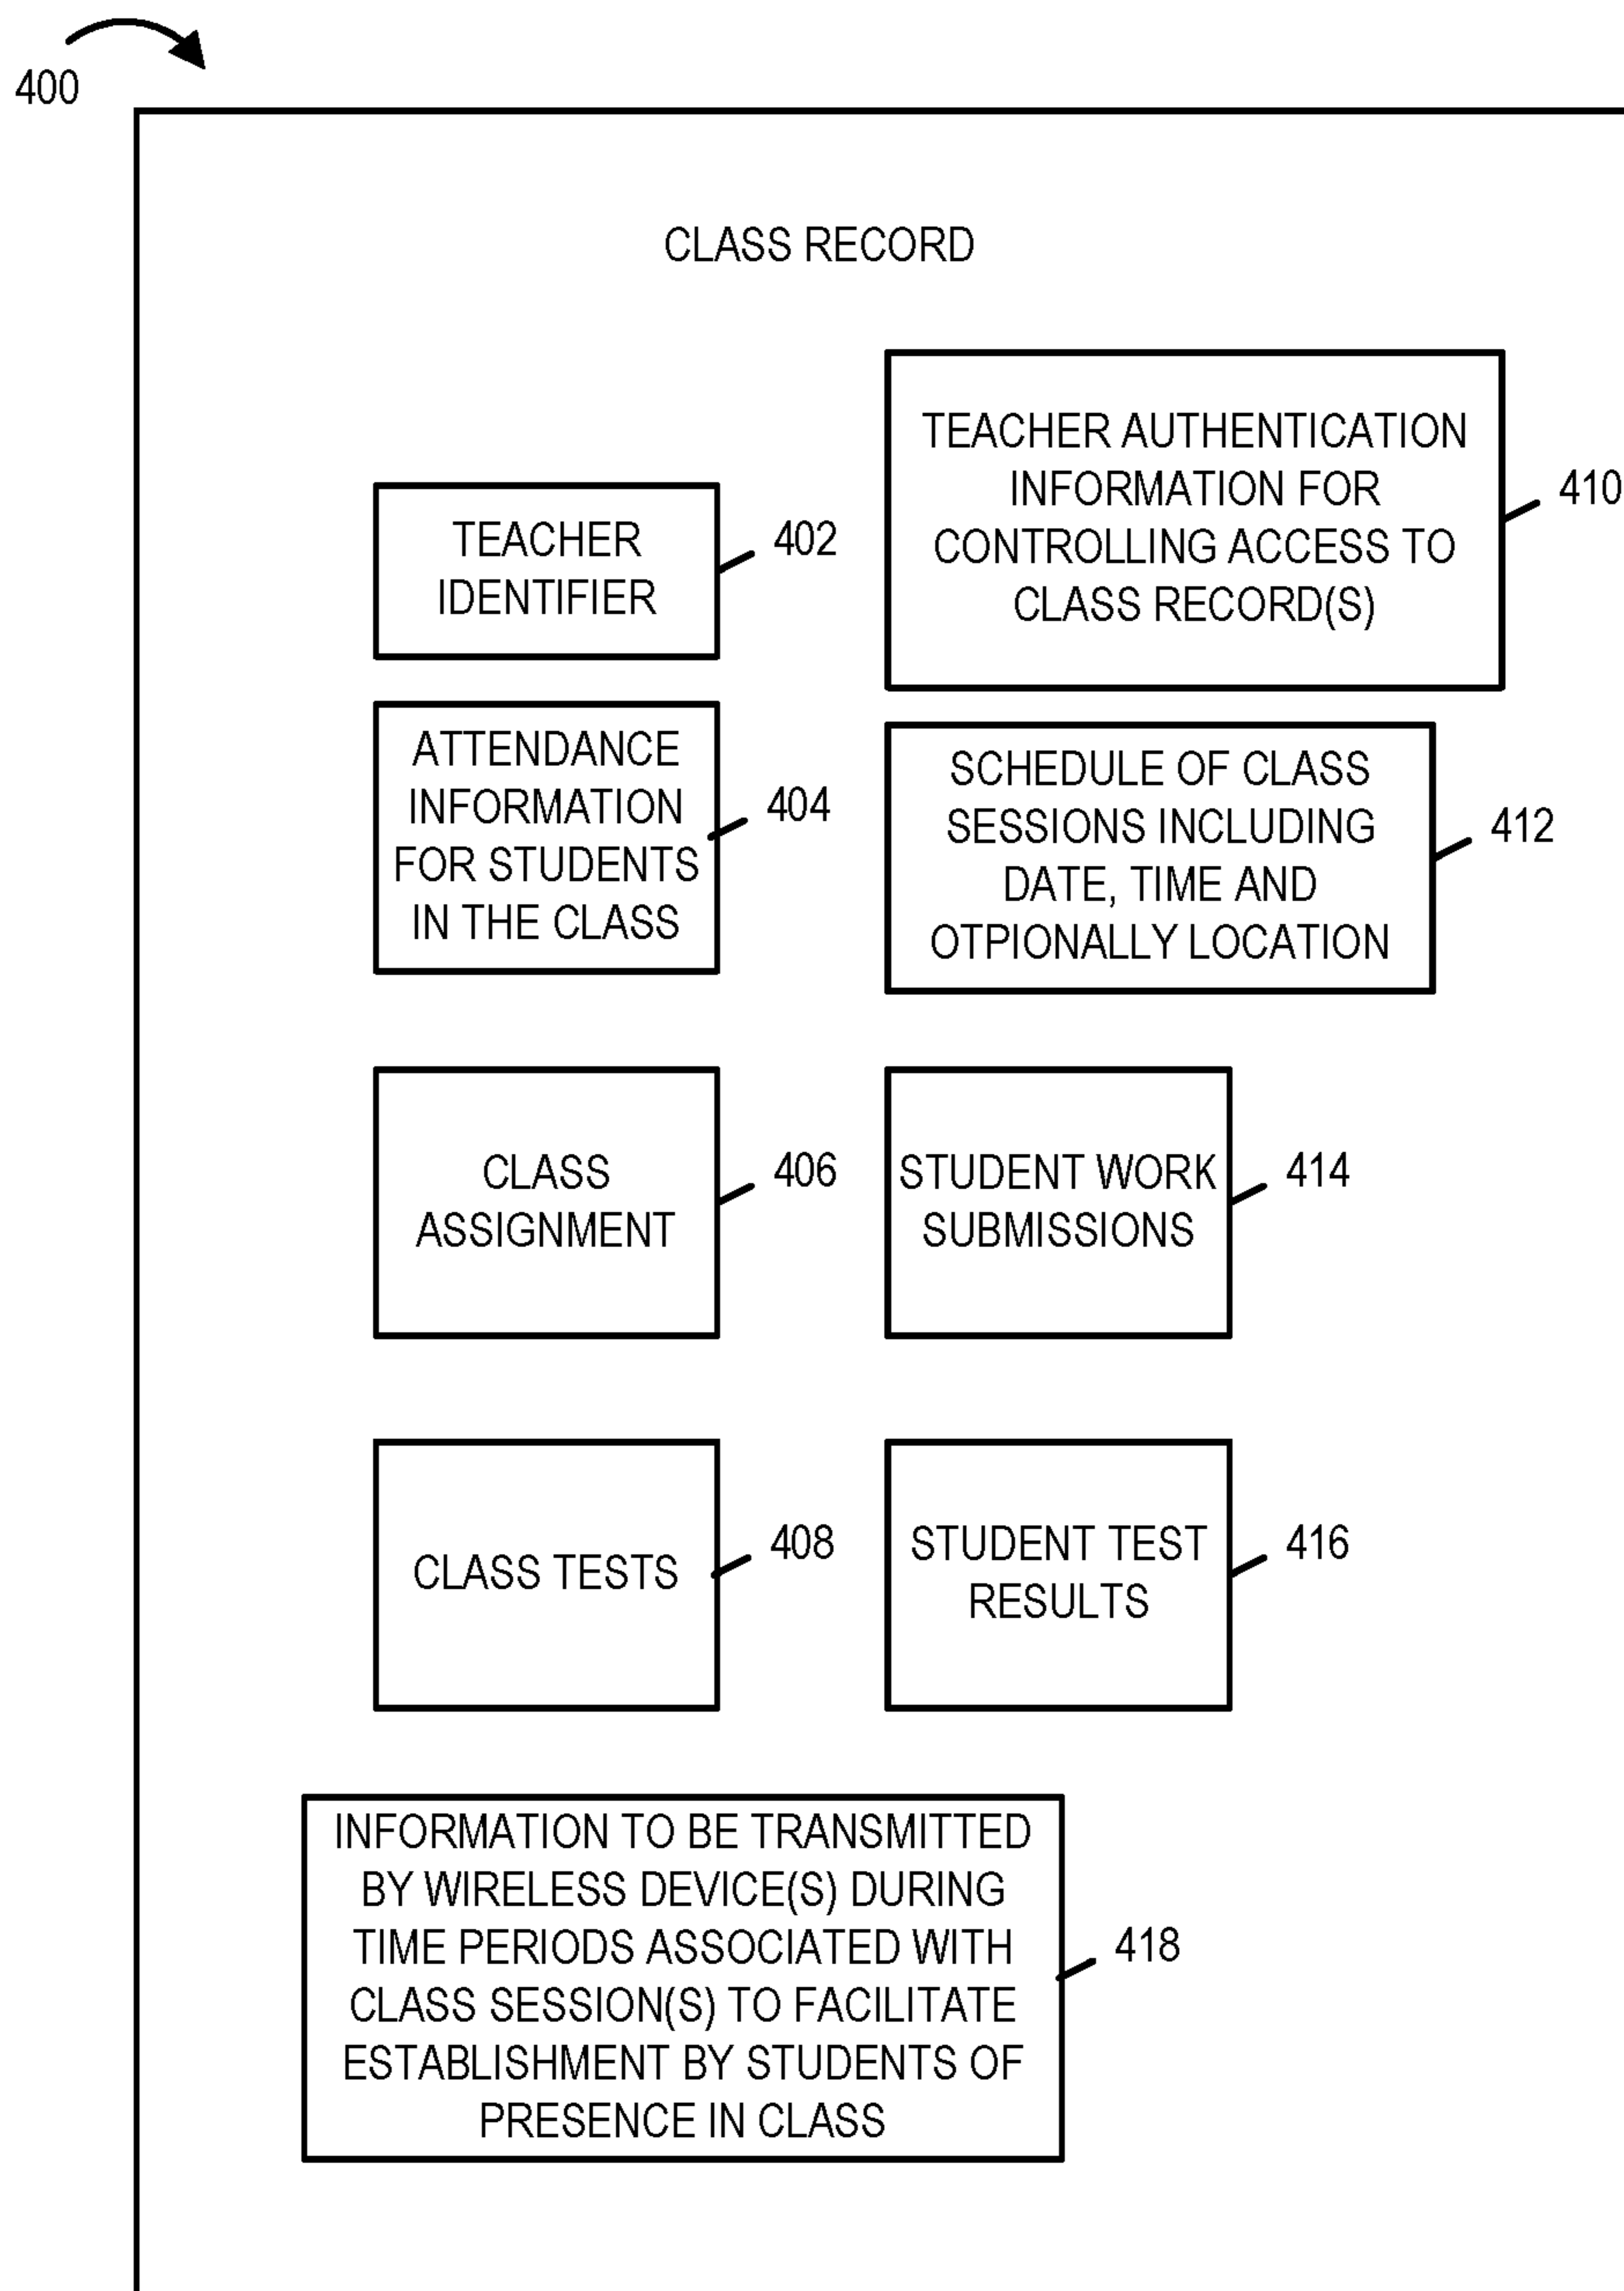 400
CLASS RECORD
TEACHER
IDENTIFIER
402
TEACHER AUTHENTICATION
INFORMATION FOR
CONTROLLING ACCESS TO
CLASS RECORD(S)
410
ATTENDANCE
INFORMATION
FOR STUDENTS
IN THE CLASS
404
SCHEDULE OF CLASS
SESSIONS INCLUDING
DATE, TIME AND
OTPIONALLY LOCATION
412
CLASS
ASSIGNMENT
406
STUDENT WORK
SUBMISSIONS
414
CLASS TESTS
408
STUDENT TEST
RESULTS
416
INFORMATION TO BE TRANSMITTED
BY WIRELESS DEVICE(S) DURING
TIME PERIODS ASSOCIATED WITH
CLASS SESSION(S) TO FACILITATE
ESTABLISHMENT BY STUDENTS OF
PRESENCE IN CLASS
418